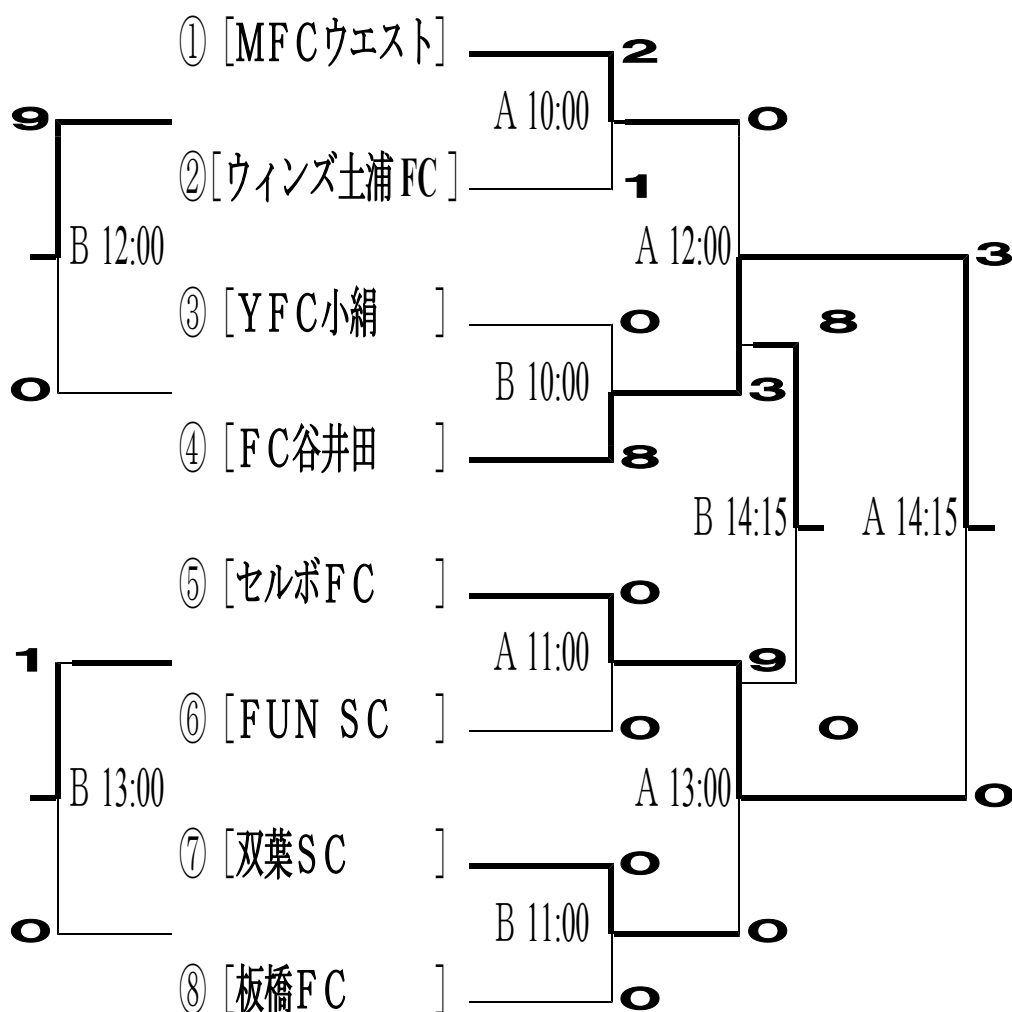 ① [MFCウエスト]
2
A 10:00
9
0
②[ウィンズ土浦 FC ]
1
B 12:00
A 12:00
3
③ [YFC小絹 ]
0
8
B 10:00
0
3
④ [FC谷井田 ]
8
B 14:15
A 14:15
⑤ [セルボFC ]
0
A 11:00
1
9
⑥ [FUN SC ]
0
0
B 13:00
A 13:00
0
⑦ [双葉SC ]
0
B 11:00
0
0
⑧ [板橋FC ]
0